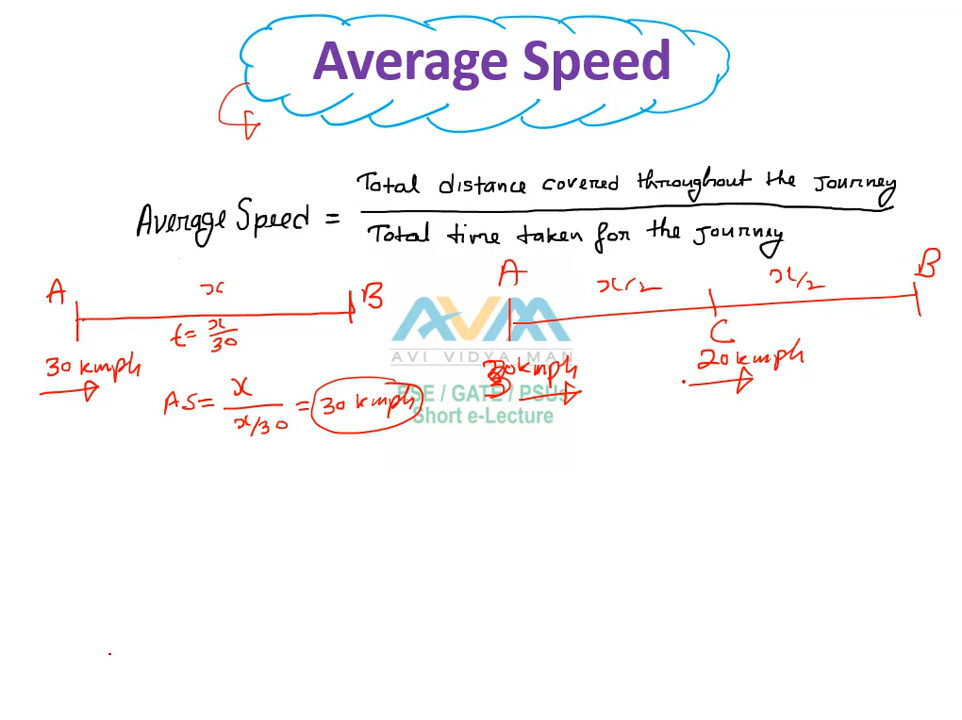 Average Speed
Total distance covered throughout the Journey
Average Speed =
Total time taken for the Journey
A x B
t = x/30
30 kmph
AS = x / x/30 = 30 kmph
A x/2 C x/2 B
kmph
20 kmph
AVM
AVI VIDYA MAN
ESE / GATE / PSUs
Short e-Lecture